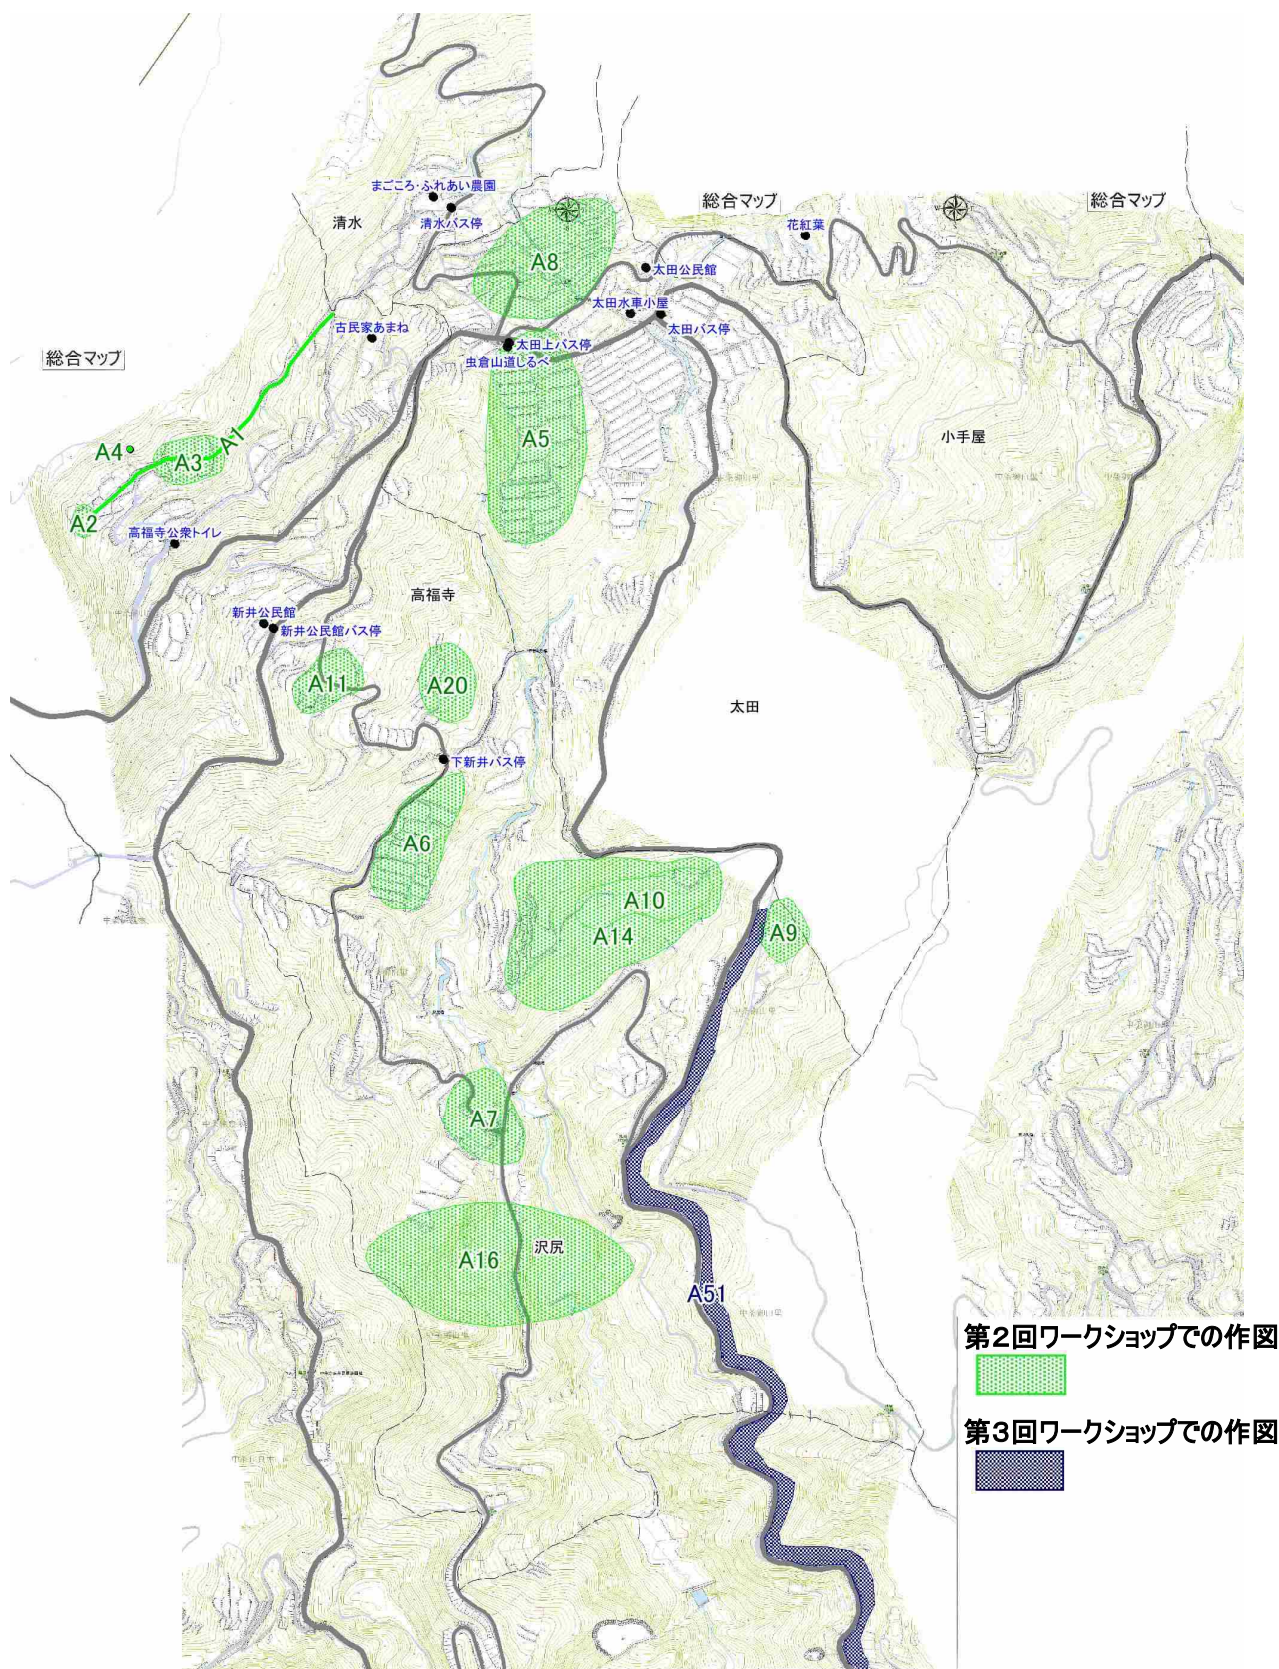 まごころ・ふれあい農園
総合マップ
総合マップ
清水
清水バス停
花紅葉
A8
太田公民館
太田水車小屋
古民家あまね
太田上バス停
太田バス停
虫倉山道しるべ
総合マップ
A5
小手屋
A1
A4
A3
A2
高福寺公衆トイレ
高福寺
新井公民館
新井公民館バス停
A11
A20
太田
下新井バス停
A6
A10
A14
A9
A7
沢尻
A16
A51
第2回ワークショップでの作図
第3回ワークショップでの作図